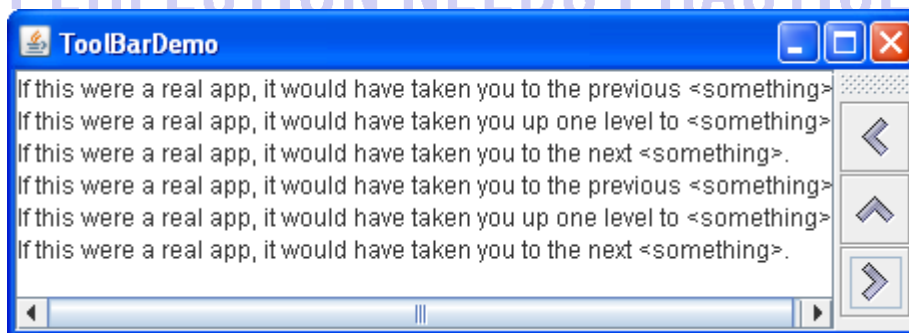 PERFECTION NEEDS PRACTICE
ToolBarDemo
If this were a real app, it would have taken you to the previous <something>
If this were a real app, it would have taken you up one level to <something>
If this were a real app, it would have taken you to the next <something>.
If this were a real app, it would have taken you to the previous <something>
If this were a real app, it would have taken you up one level to <something>
If this were a real app, it would have taken you to the next <something>.